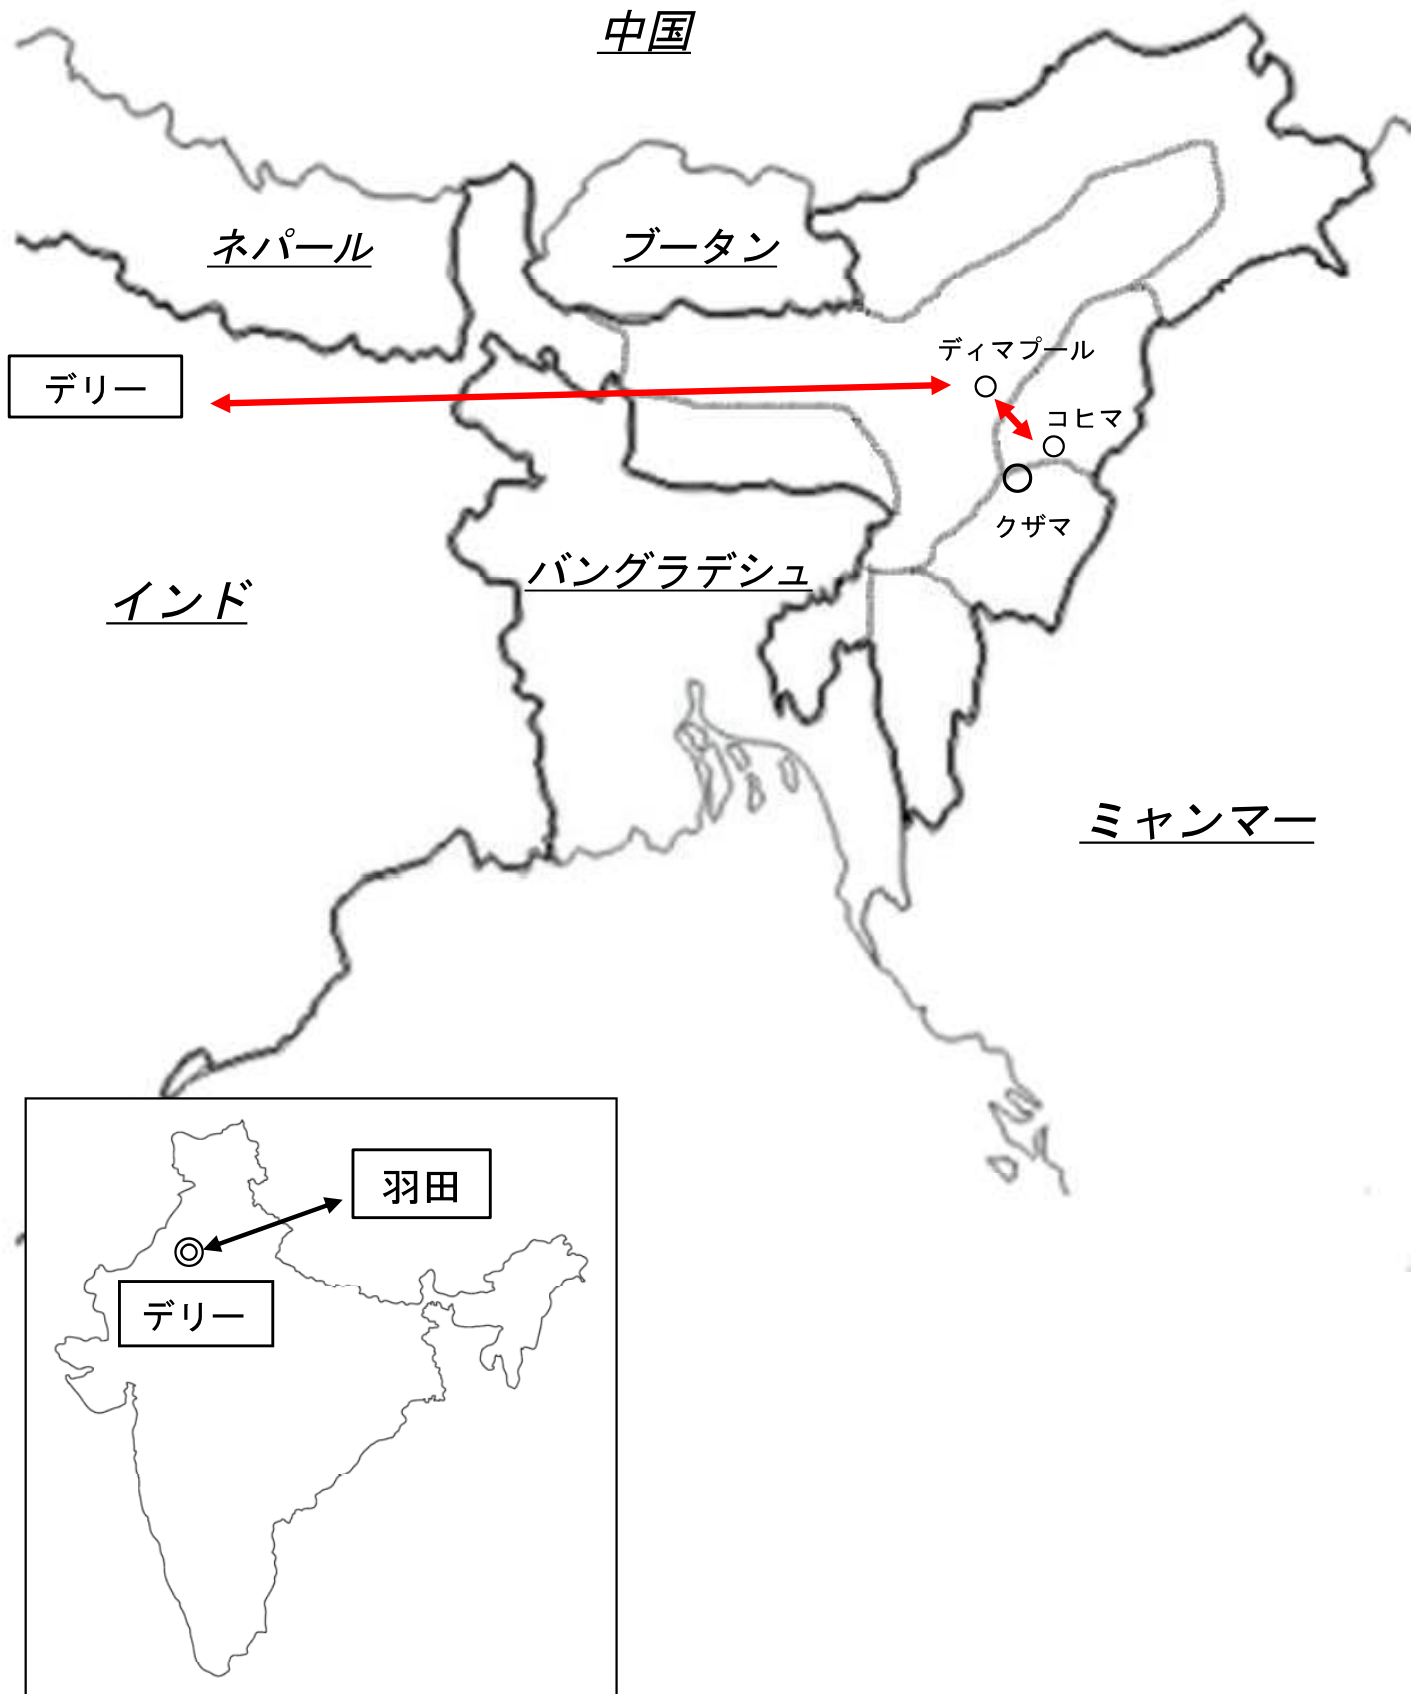 中国
ネパール
ブータン
ディマプール
デリー
コヒマ
クザマ
バングラデシュ
インド
ミャンマー
羽田
デリー